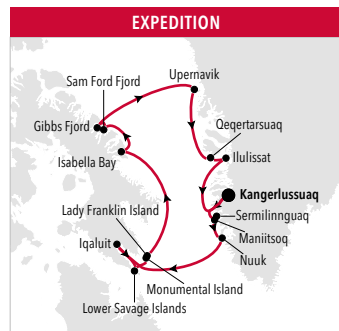 EXPEDITION
Upernavik
Sam Ford Fjord
Gibbs Fjord
Qeqertarsuaq
Isabella Bay
Ilulissat
Kangerlussuaq
Lady Franklin Island
Sermilinnguaq
Maniitsoq
Iqaluit
Nuuk
Monumental Island
Lower Savage Islands